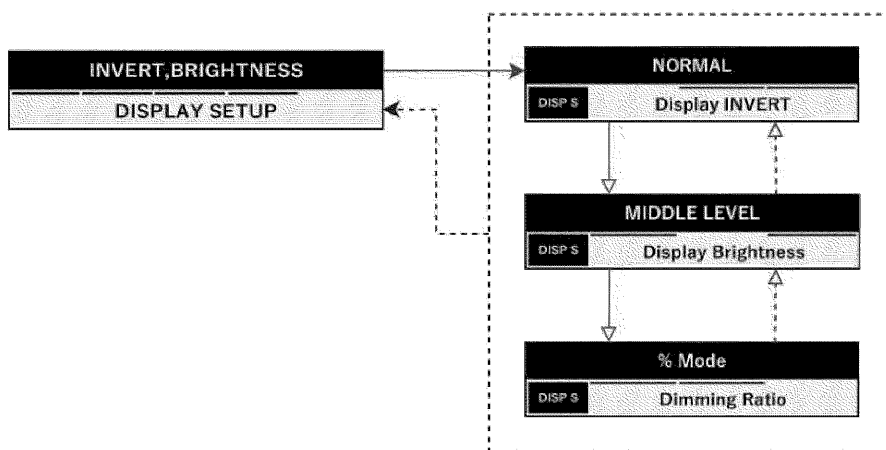 INVERT,BRIGHTNESS
DISPLAY SETUP
NORMAL
DISP S Display INVERT
MIDDLE LEVEL
DISP S Display Brightness
% Mode
DISP S Dimming Ratio